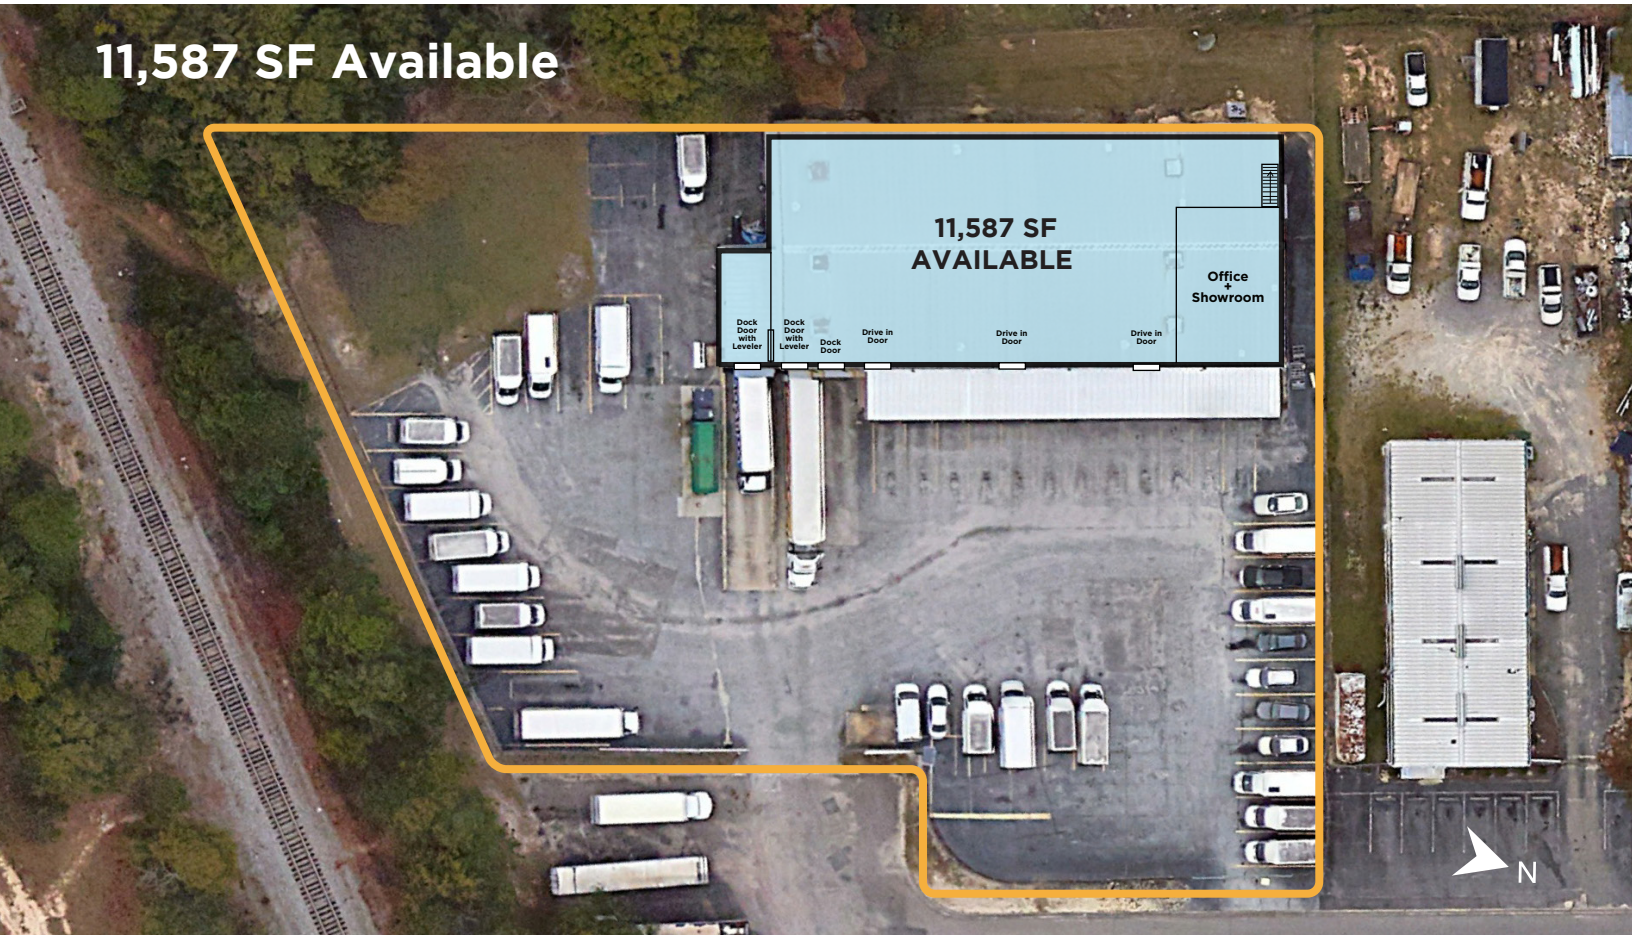 11,587 SF Available
11,587 SF
AVAILABLE
Office
+
Showroom
Dock
Door
with
Leveler
Dock
Door
with
Leveler
Dock
Door
Drive in
Door
Drive in
Door
Drive in
Door
N